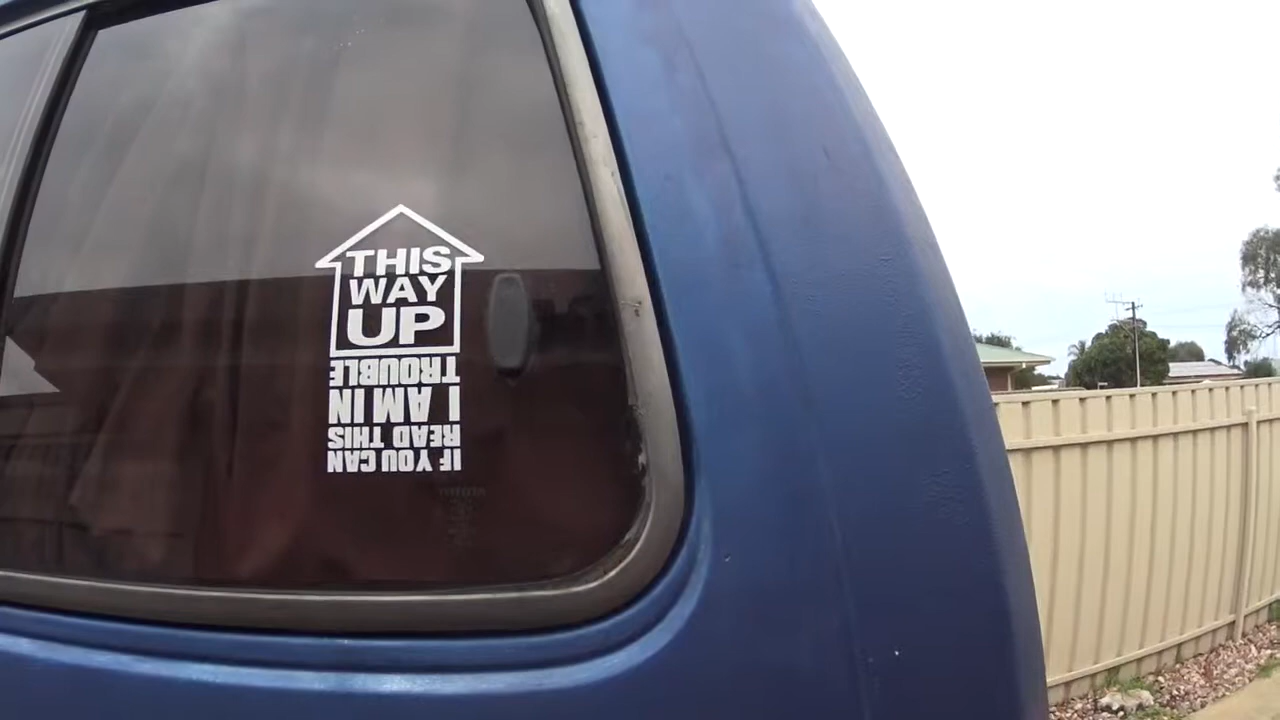 THIS
WAY
UP
IF YOU CAN
READ THIS
I AM IN
TROUBLE